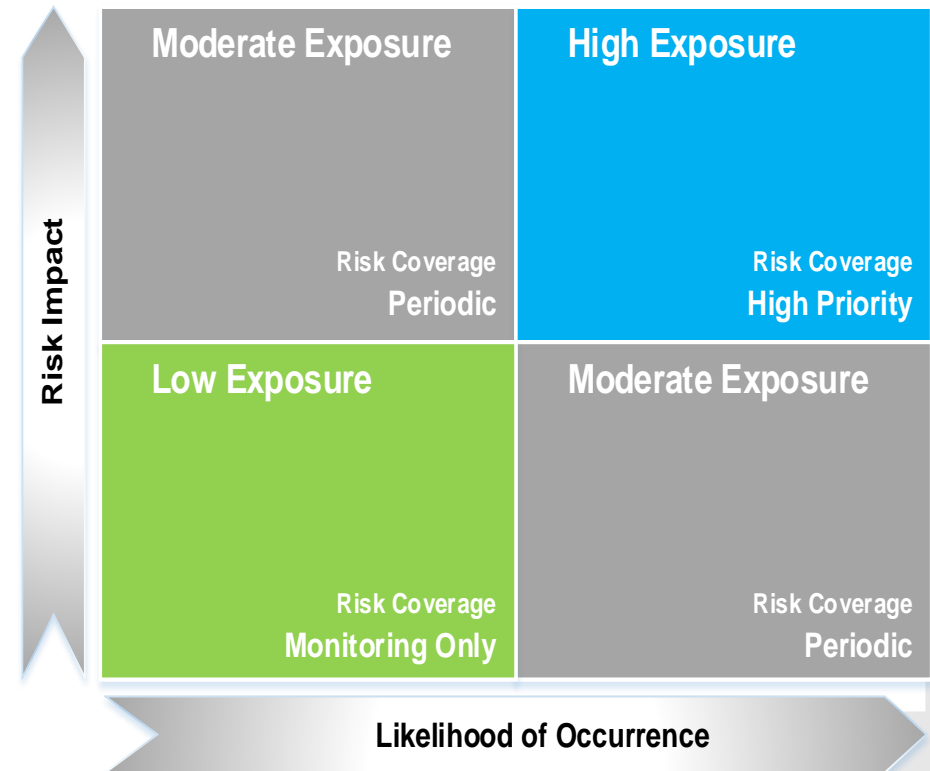 Moderate Exposure
High Exposure
Risk Coverage
Periodic
Risk Coverage
High Priority
Risk Impact
Low Exposure
Moderate Exposure
Risk Coverage
Monitoring Only
Risk Coverage
Periodic
Likelihood of Occurrence